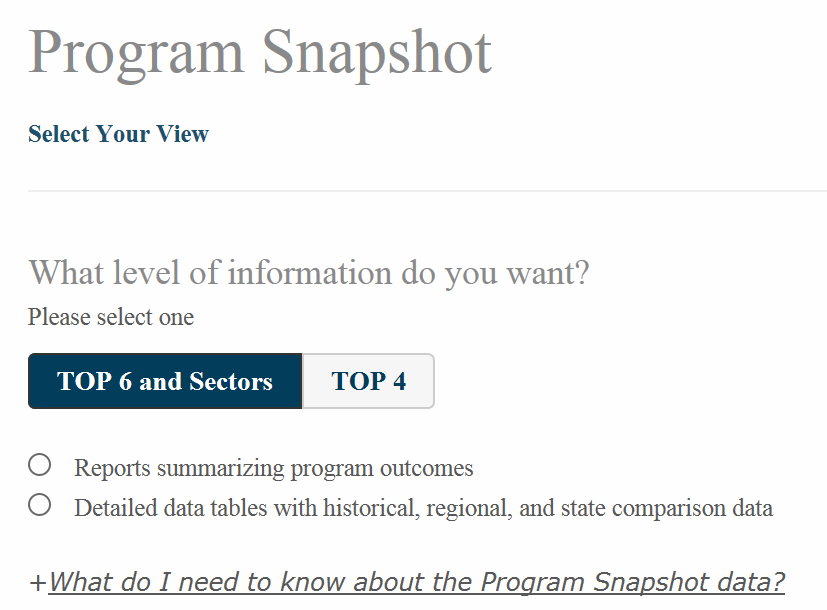 Program Snapshot
Select Your View
What level of information do you want?
Please select one
TOP 6 and Sectors TOP 4
Reports summarizing program outcomes
Detailed data tables with historical, regional, and state comparison data
+What do I need to know about the Program Snapshot data?